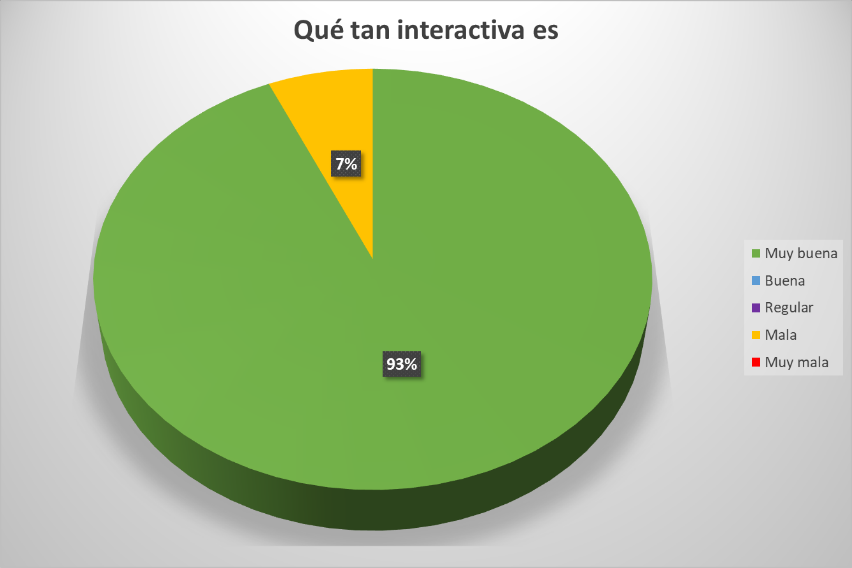 Qué tan interactiva es
7%
93%
Muy buena
Buena
Regular
Mala
Muy mala